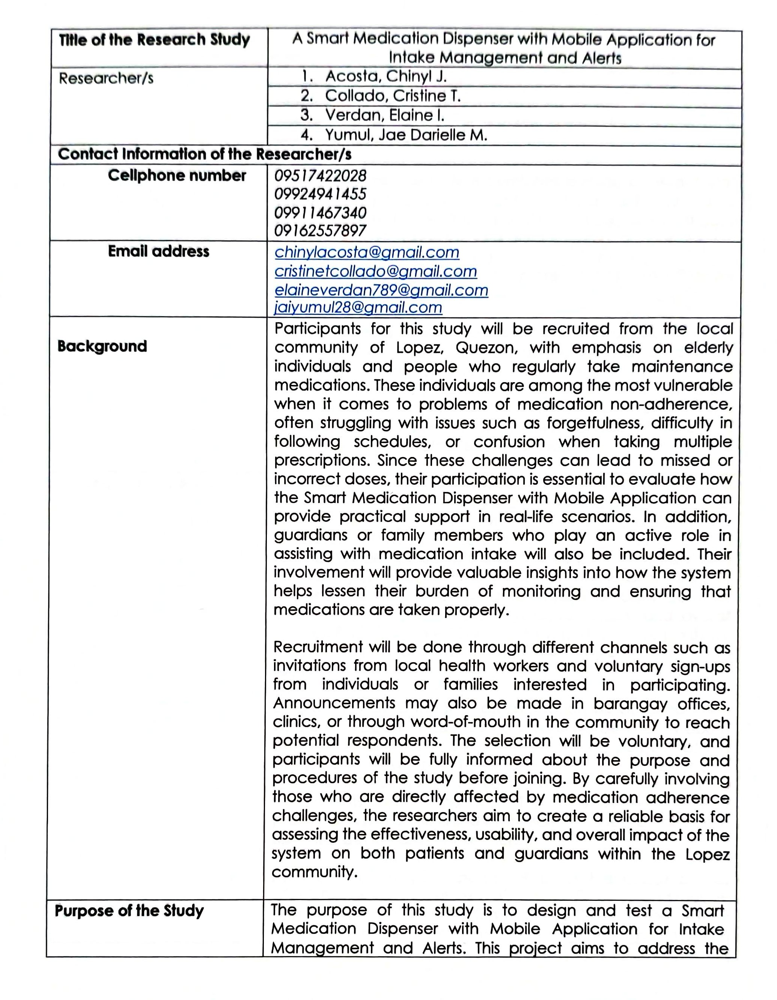 Title of the Research Study
A Smart Medication Dispenser with Mobile Application for
Intake Management and Alerts
Researcher/s
1. Acosta, Chinyl J.
2. Collado, Cristine T.
3. Verdan, Elaine I.
4. Yumul, Jae Darielle M.
Contact Information of the Researcher/s
Cellphone number
09517422028
09924941455
09911467340
09162557897
Email address
chinylacosta@gmail.com
cristinetcollado@gmail.com
elaineverdan789@gmail.com
jaiyumul28@gmail.com
Background
Participants for this study will be recruited from the local
community of Lopez, Quezon, with emphasis on elderly
individuals and people who regularly take maintenance
medications. These individuals are among the most vulnerable
when it comes to problems of medication non-adherence,
often struggling with issues such as forgetfulness, difficulty in
following schedules, or confusion when taking multiple
prescriptions. Since these challenges can lead to missed or
incorrect doses, their participation is essential to evaluate how
the Smart Medication Dispenser with Mobile Application can
provide practical support in real-life scenarios. In addition,
guardians or family members who play an active role in
assisting with medication intake will also be included. Their
involvement will provide valuable insights into how the system
helps lessen their burden of monitoring and ensuring that
medications are taken properly.
Recruitment will be done through different channels such as
invitations from local health workers and voluntary sign-ups
from individuals or families interested in participating.
Announcements may also be made in barangay offices,
clinics, or through word-of-mouth in the community to reach
potential respondents. The selection will be voluntary, and
participants will be fully informed about the purpose and
procedures of the study before joining. By carefully involving
those who are directly affected by medication adherence
challenges, the researchers aim to create a reliable basis for
assessing the effectiveness, usability, and overall impact of the
system on both patients and guardians within the Lopez
community.
Purpose of the Study
The purpose of this study is to design and test a Smart
Medication Dispenser with Mobile Application for Intake
Management and Alerts. This project aims to address the